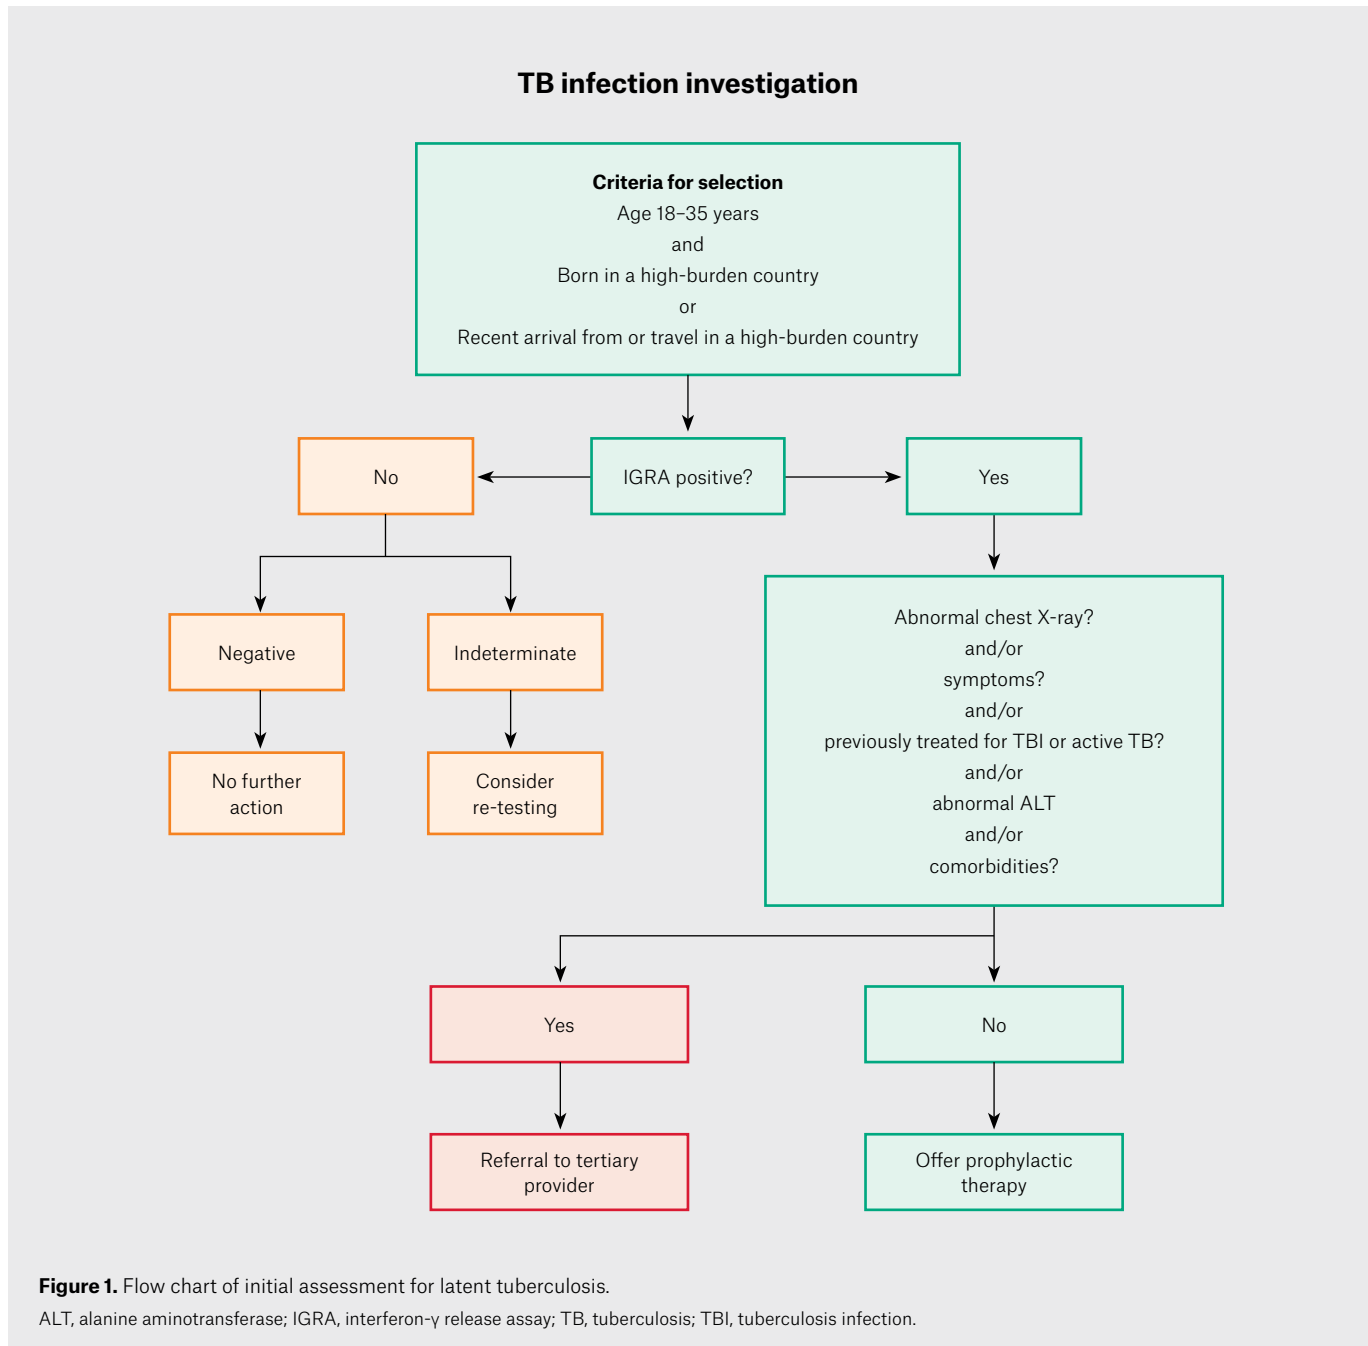 TB infection investigation
Criteria for selection
Age 18–35 years
and
Born in a high-burden country
or
Recent arrival from or travel in a high-burden country
No
IGRA positive?
Yes
Negative
Indeterminate
No further
action
Consider
re-testing
Abnormal chest X-ray?
and/or
symptoms?
and/or
previously treated for TBI or active TB?
and/or
abnormal ALT
and/or
comorbidities?
Yes
No
Referral to tertiary
provider
Offer prophylactic
therapy
Figure 1. Flow chart of initial assessment for latent tuberculosis.
ALT, alanine aminotransferase; IGRA, interferon-γ release assay; TB, tuberculosis; TBI, tuberculosis infection.